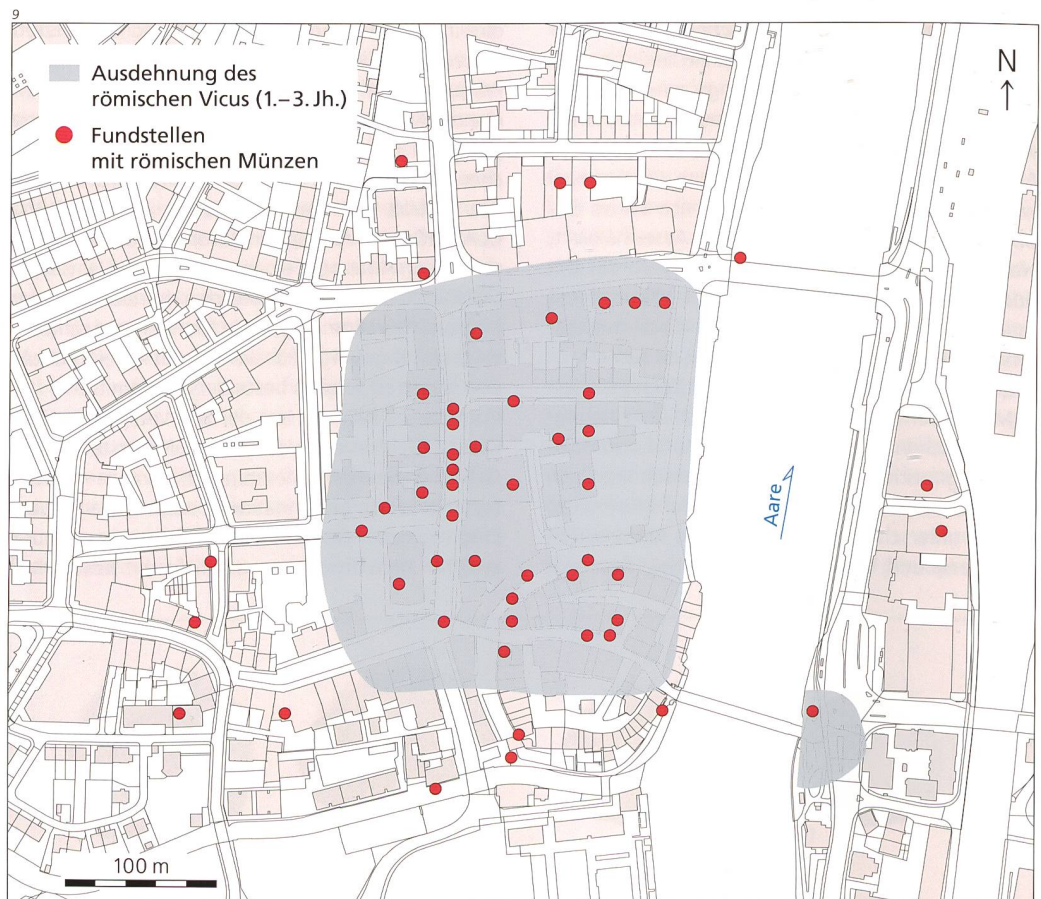 9
Ausdehnung des
römischen Vicus (1.–3. Jh.)
Fundstellen
mit römischen Münzen
N
Aare
100 m